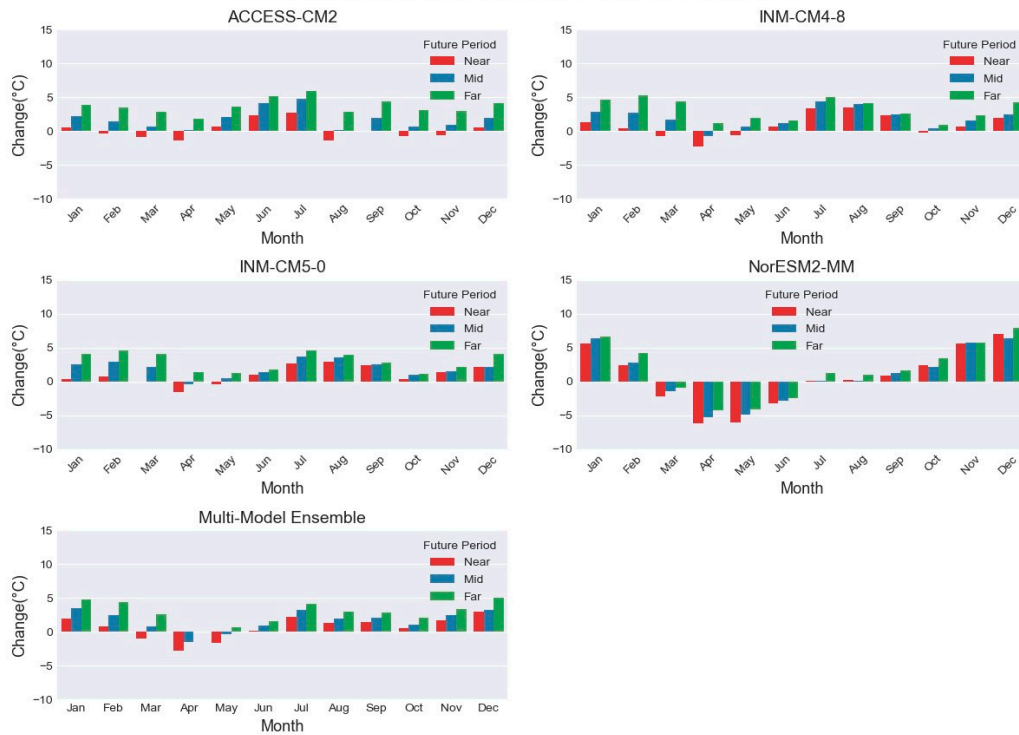 ACCESS-CM2
Change(°C)
15
10
5
0
−5
−10
Future Period
Near
Mid
Far
Jan Feb Mar Apr May Jun Jul Aug Sep Oct Nov Dec
Month
INM-CM4-8
Change(°C)
15
10
5
0
−5
−10
Future Period
Near
Mid
Far
Jan Feb Mar Apr May Jun Jul Aug Sep Oct Nov Dec
Month
INM-CM5-0
Change(°C)
15
10
5
0
−5
−10
Future Period
Near
Mid
Far
Jan Feb Mar Apr May Jun Jul Aug Sep Oct Nov Dec
Month
NorESM2-MM
Change(°C)
15
10
5
0
−5
−10
Future Period
Near
Mid
Far
Jan Feb Mar Apr May Jun Jul Aug Sep Oct Nov Dec
Month
Multi-Model Ensemble
Change(°C)
15
10
5
0
−5
−10
Future Period
Near
Mid
Far
Jan Feb Mar Apr May Jun Jul Aug Sep Oct Nov Dec
Month